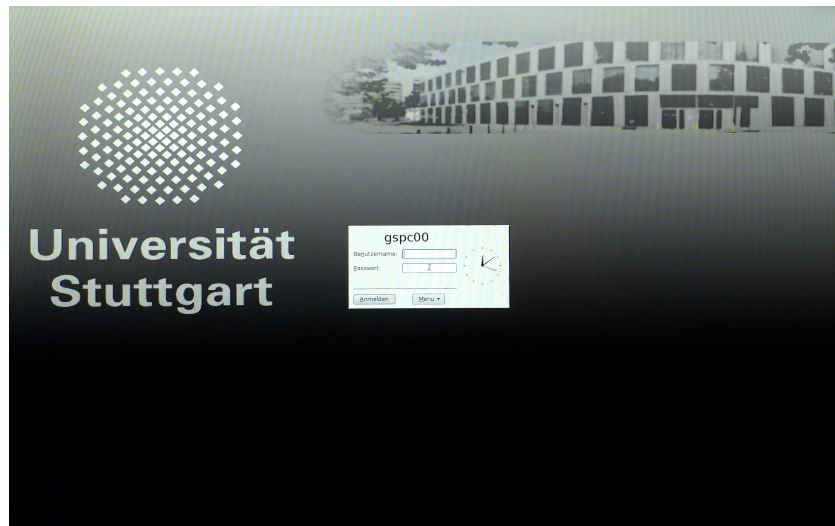 Universität
Stuttgart
gspc00
Benutzername:
Passwort:
Anmelden
Menu